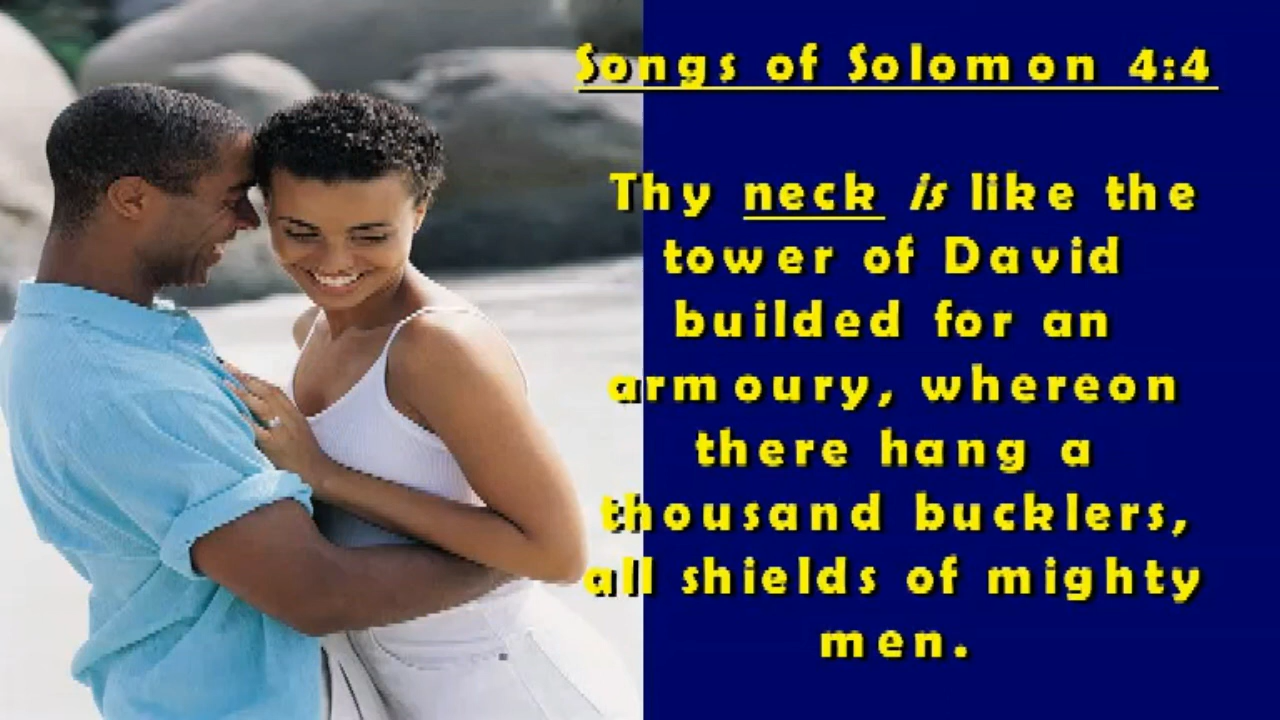 Songs of Solomon 4:4
Thy neck is like the
tower of David
builded for an
armoury, whereon
there hang a
thousand bucklers,
all shields of mighty
men.